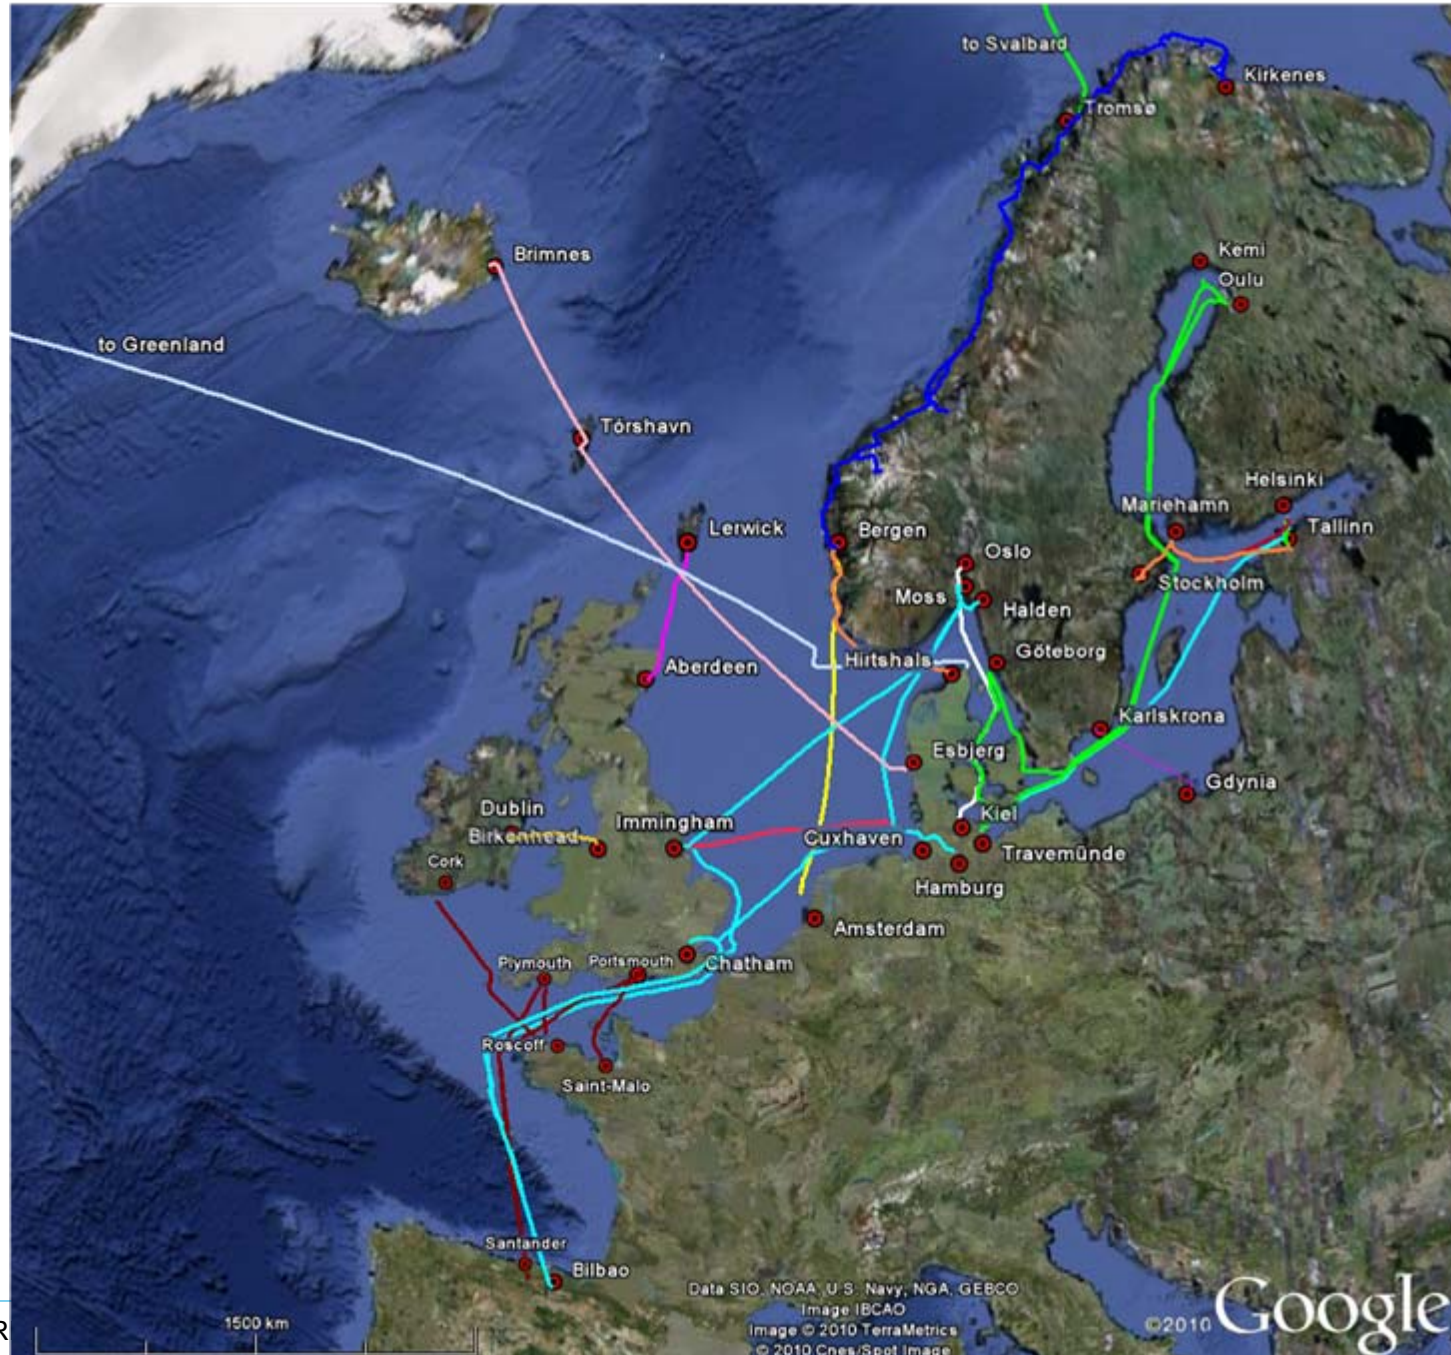 to Svalbard
Kirkenes
Tromsø
Kemi
Brimnes
Oulu
to Greenland
Tórshavn
Helsinki
Mariehamn
Lerwick
Bergen
Tallinn
Oslo
Stockholm
Moss
Halden
Göteborg
Hirtshals
Aberdeen
Karlskrona
Esbjerg
Gdynia
Dublin
Kiel
Immingham
Birkenhead
Cuxhaven
Travemünde
Cork
Hamburg
Amsterdam
Plymouth
Portsmouth
Chatham
Roscoff
Saint-Malo
Santander
Bilbao
Data SIO, NOAA, U.S. Navy, NGA, GEBCO
Image IBCAO
Image © 2010 TerraMetrics
© 2010 Cnes/Spot Image
©2010 Google
1500 km
R